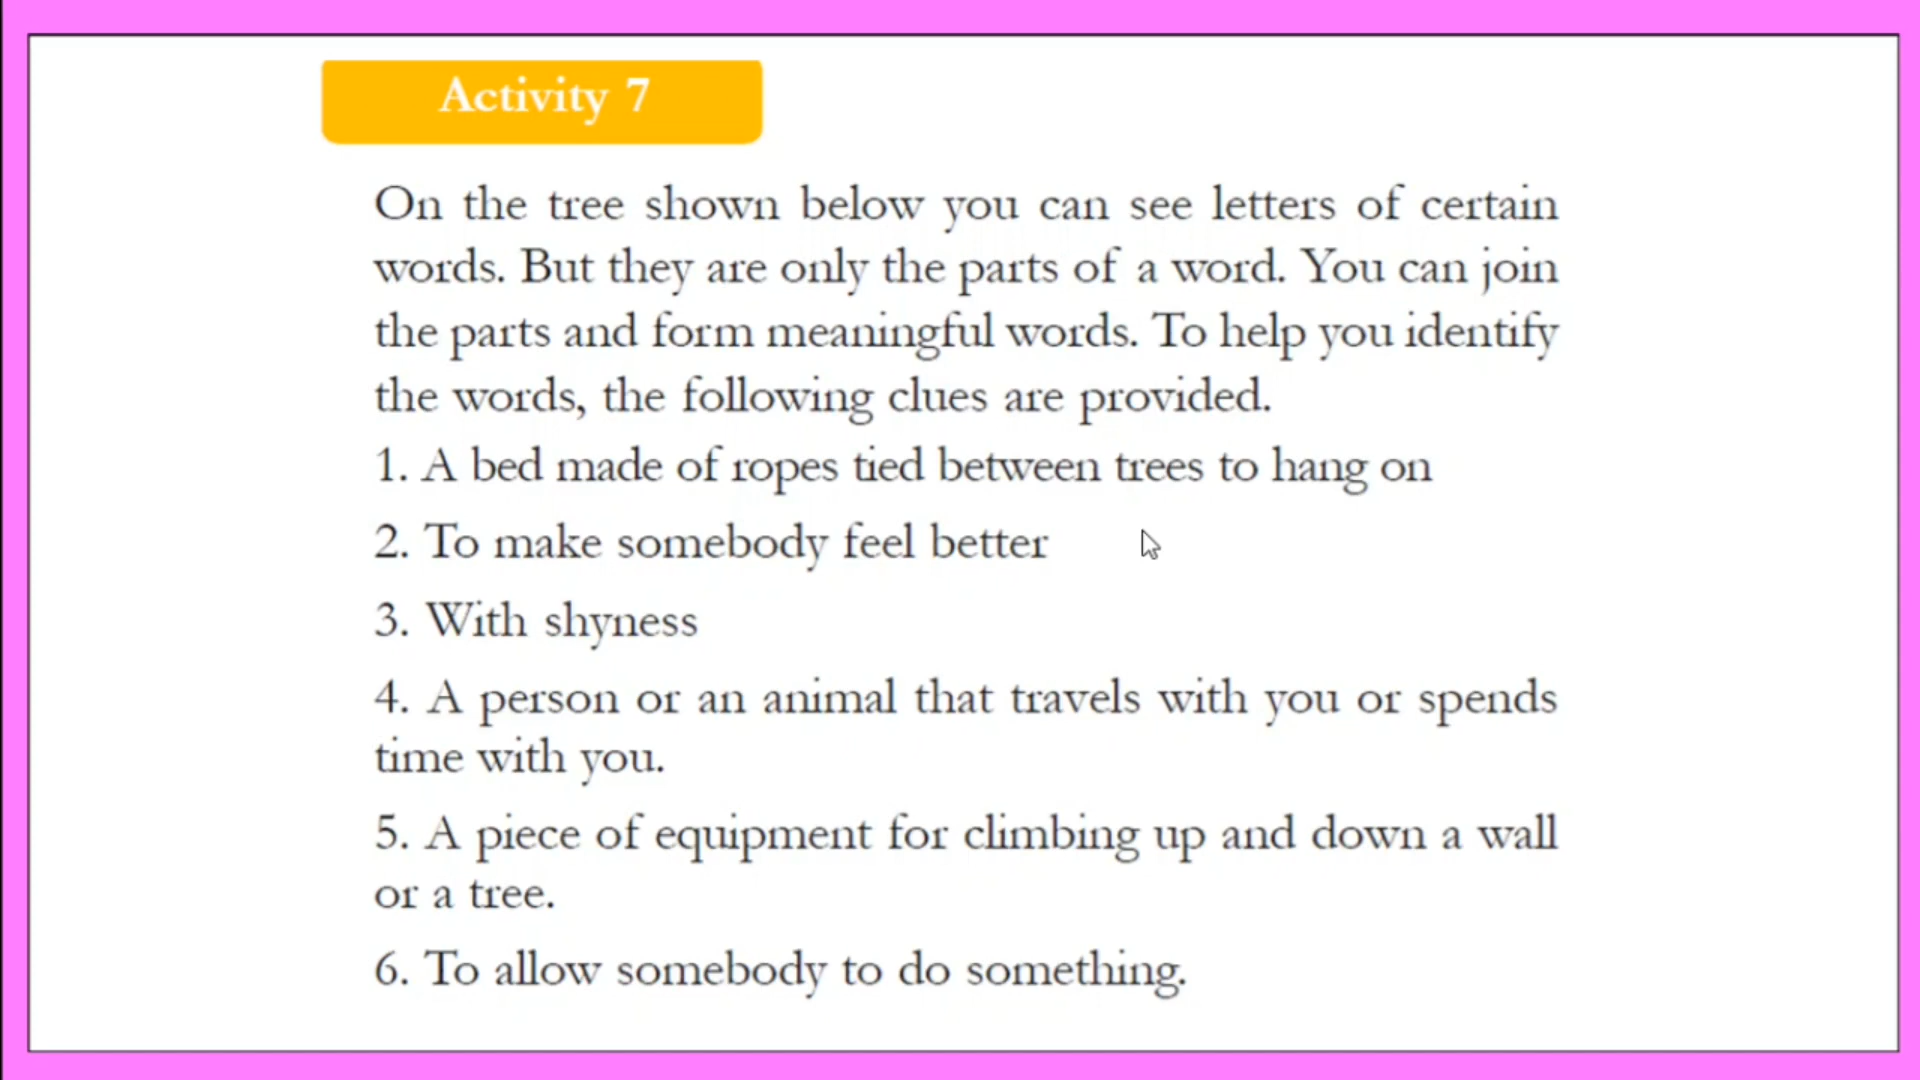 Activity 7
On the tree shown below you can see letters of certain
words. But they are only the parts of a word. You can join
the parts and form meaningful words. To help you identify
the words, the following clues are provided.
1. A bed made of ropes tied between trees to hang on
2. To make somebody feel better
3. With shyness
4. A person or an animal that travels with you or spends
time with you.
5. A piece of equipment for climbing up and down a wall
or a tree.
6. To allow somebody to do something.